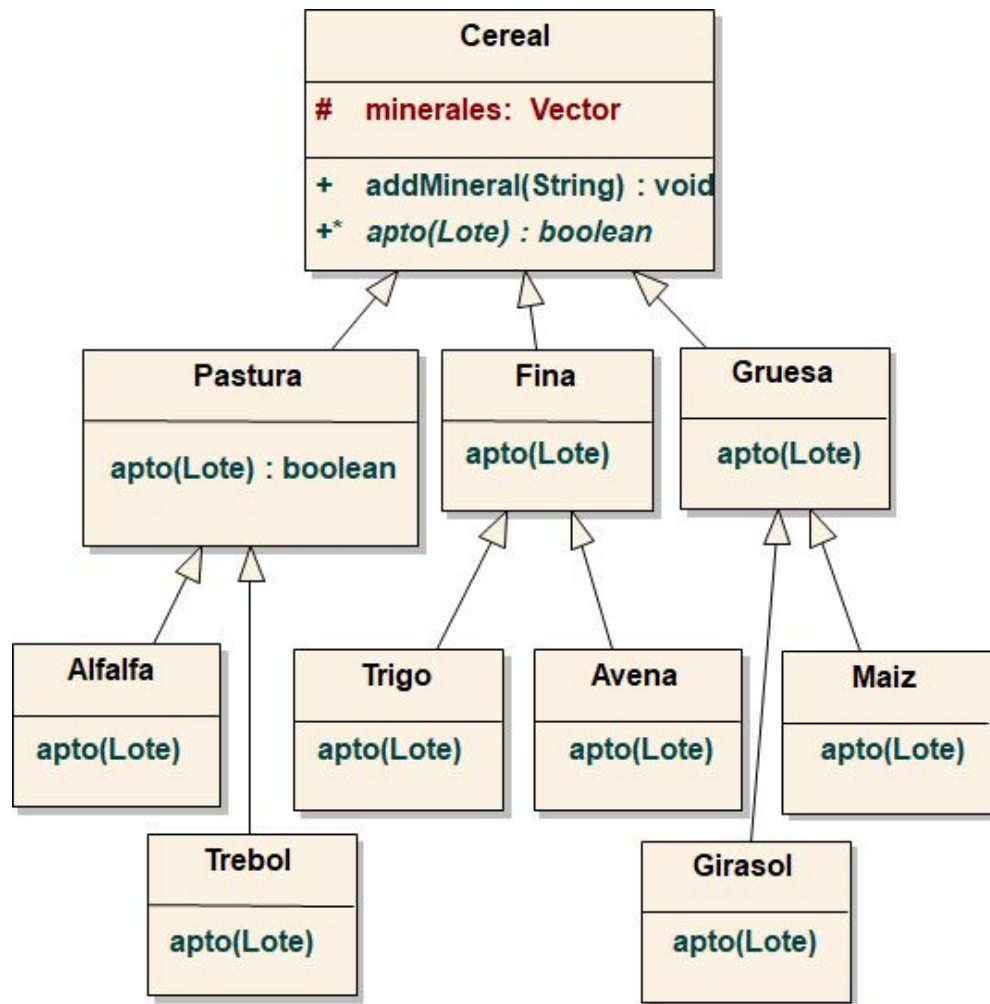 Cereal
# minerales: Vector
+ addMineral(String) : void
+* apto(Lote) : boolean
Pastura
apto(Lote) : boolean
Fina
apto(Lote)
Gruesa
apto(Lote)
Alfalfa
apto(Lote)
Trigo
apto(Lote)
Avena
apto(Lote)
Maiz
apto(Lote)
Trebol
apto(Lote)
Girasol
apto(Lote)